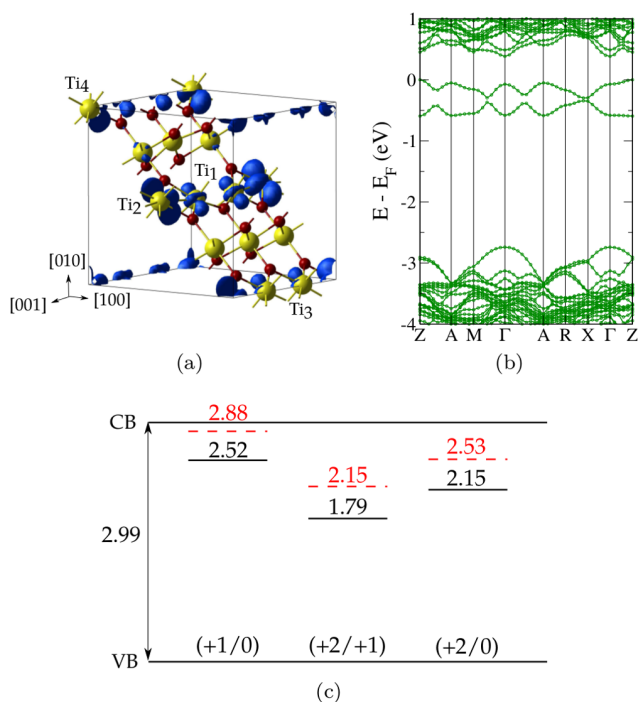 Ti4
Ti1
Ti2
[010]
[001]
[100]
Ti3
(a)
E - E_F (eV)
1
0
-1
-2
-3
-4
Z A M Γ A R X Γ Z
(b)
CB
2.88
2.52
2.15
1.79
2.53
2.15
2.99
(+1/0) (+2/+1) (+2/0)
VB
(c)